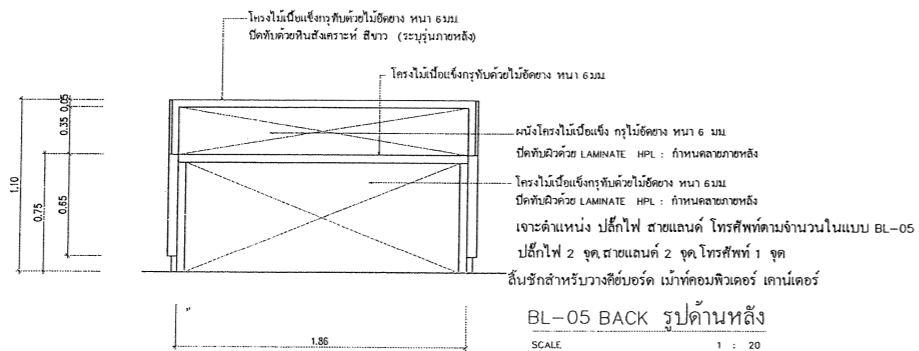 โครงไม้เนื้อแข็งกรุทับด้วยไม้อัดยาง หนา 6มม.
ปิดทับด้วยหินสังเคราะห์ สีขาว (ระบุรุ่นภายหลัง)
โครงไม้เนื้อแข็งกรุทับด้วยไม้อัดยาง หนา 6มม.
ผนังโครงไม้เนื้อแข็ง กรุไม้อัดยาง หนา 6 มม.
ปิดทับผิวด้วย LAMINATE HPL : กำหนดลายภายหลัง
โครงไม้เนื้อแข็งกรุทับด้วยไม้อัดยาง หนา 6มม.
ปิดทับผิวด้วย LAMINATE HPL : กำหนดลายภายหลัง
เจาะตำแหน่ง ปลั๊กไฟ สายแลนด์ โทรศัพท์ตามจำนวนในแบบ BL-05
ปลั๊กไฟ 2 จุด, สายแลนด์ 2 จุด, โทรศัพท์ 1 จุด
ลิ้นชักสำหรับวางคีย์บอร์ด เม้าท์คอมพิวเตอร์ เคาน์เตอร์
1.10
0.75
0.05
0.35
0.65
1.86
BL-05 BACK รูปด้านหลัง
SCALE 1 : 20